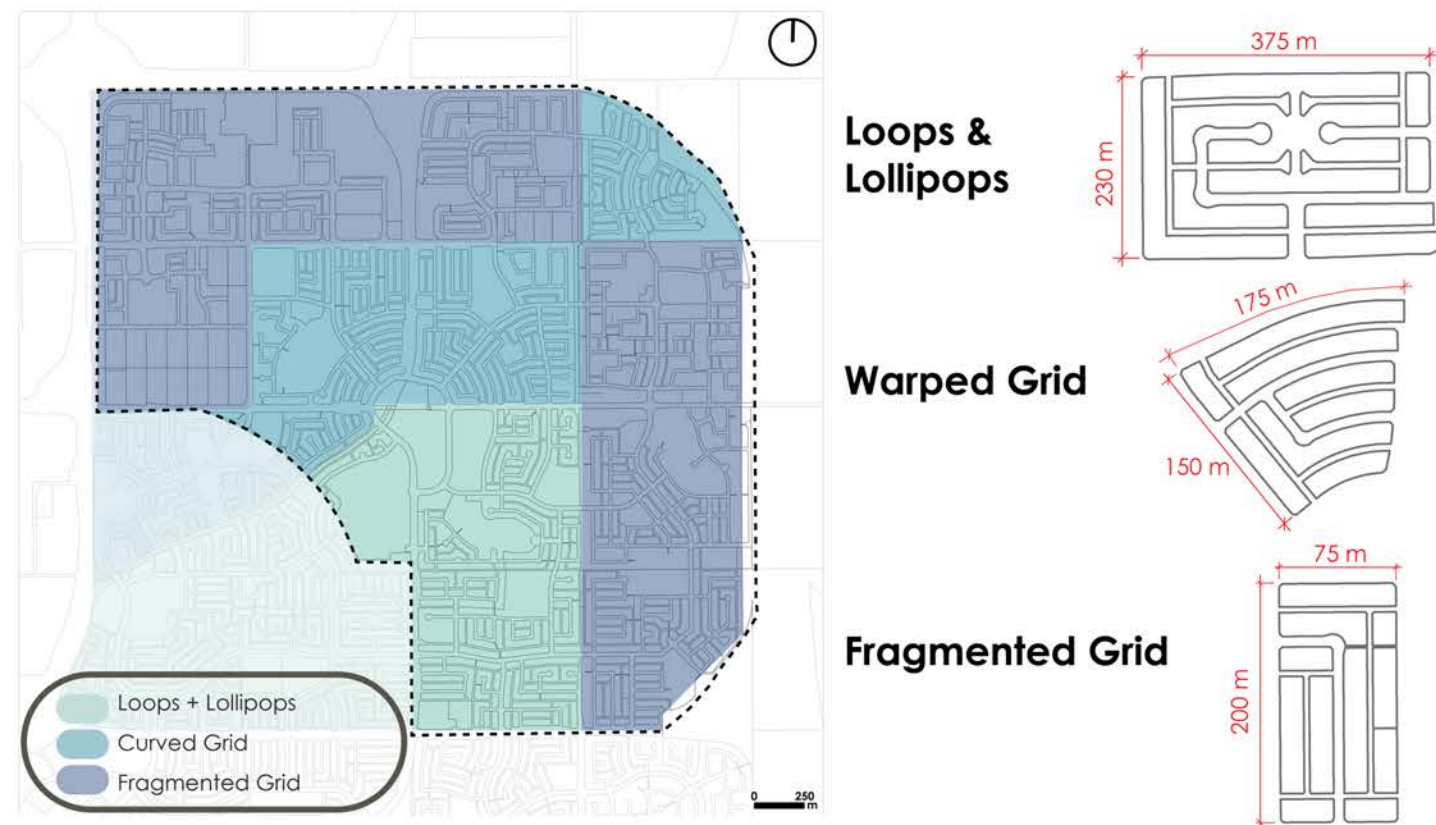 Loops + Lollipops
Curved Grid
Fragmented Grid
0 250
m
Loops &
Lollipops
375 m
230 m
Warped Grid
175 m
150 m
Fragmented Grid
75 m
200 m